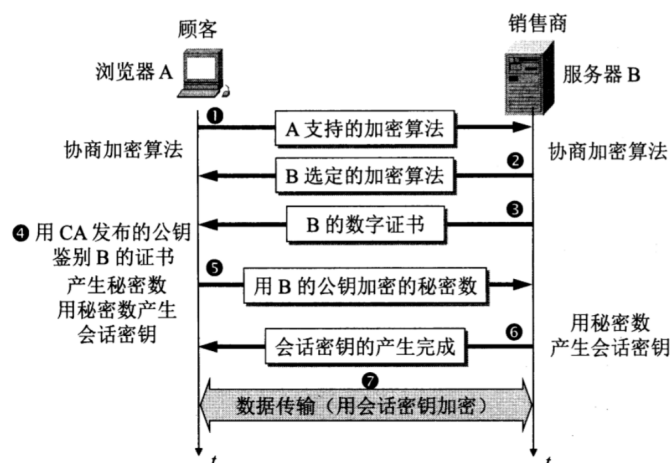 顾客
销售商
浏览器 A
服务器 B
❶
A 支持的加密算法
协商加密算法
协商加密算法
❷
B 选定的加密算法
❸
B 的数字证书
❹ 用 CA 发布的公钥
鉴别 B 的证书
产生秘密数
用秘密数产生
会话密钥
❺
用 B 的公钥加密的秘密数
❻
会话密钥的产生完成
用秘密数
产生会话密钥
❼
数据传输（用会话密钥加密）
t
t